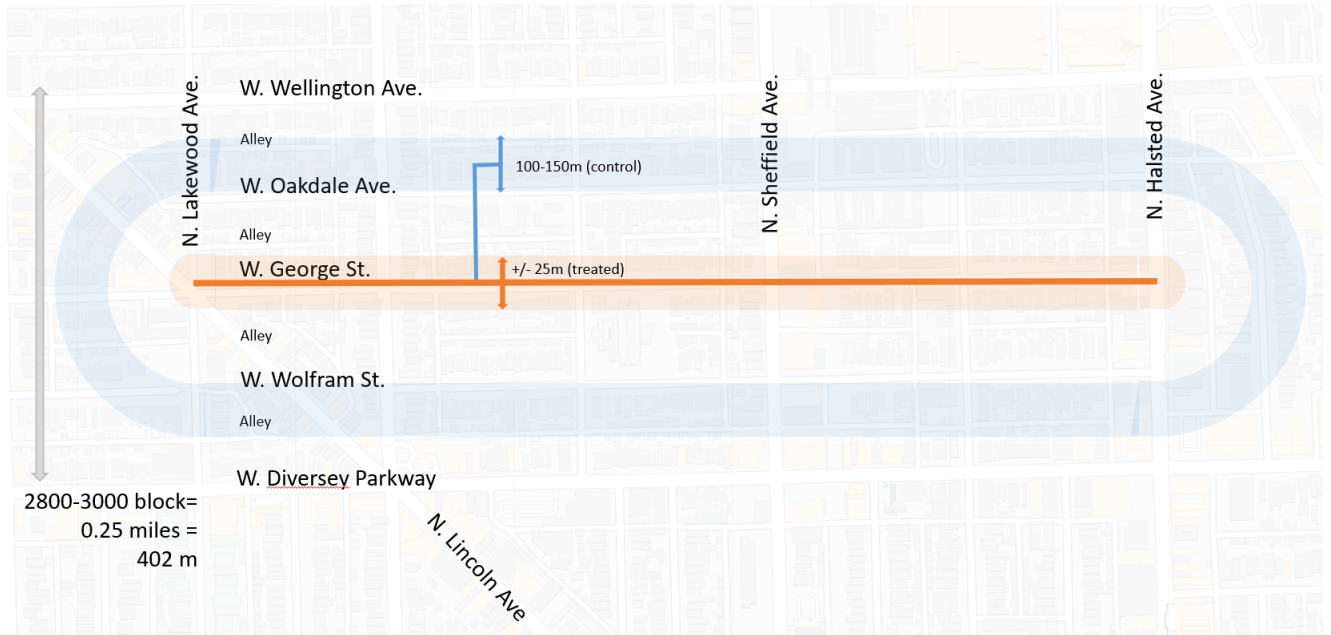 W. Wellington Ave.
N. Lakewood Ave.
N. Sheffield Ave.
N. Halsted Ave.
Alley
100-150m (control)
W. Oakdale Ave.
Alley
W. George St.
+/- 25m (treated)
Alley
W. Wolfram St.
Alley
W. Diversey Parkway
2800-3000 block=
0.25 miles =
402 m
N. Lincoln Ave